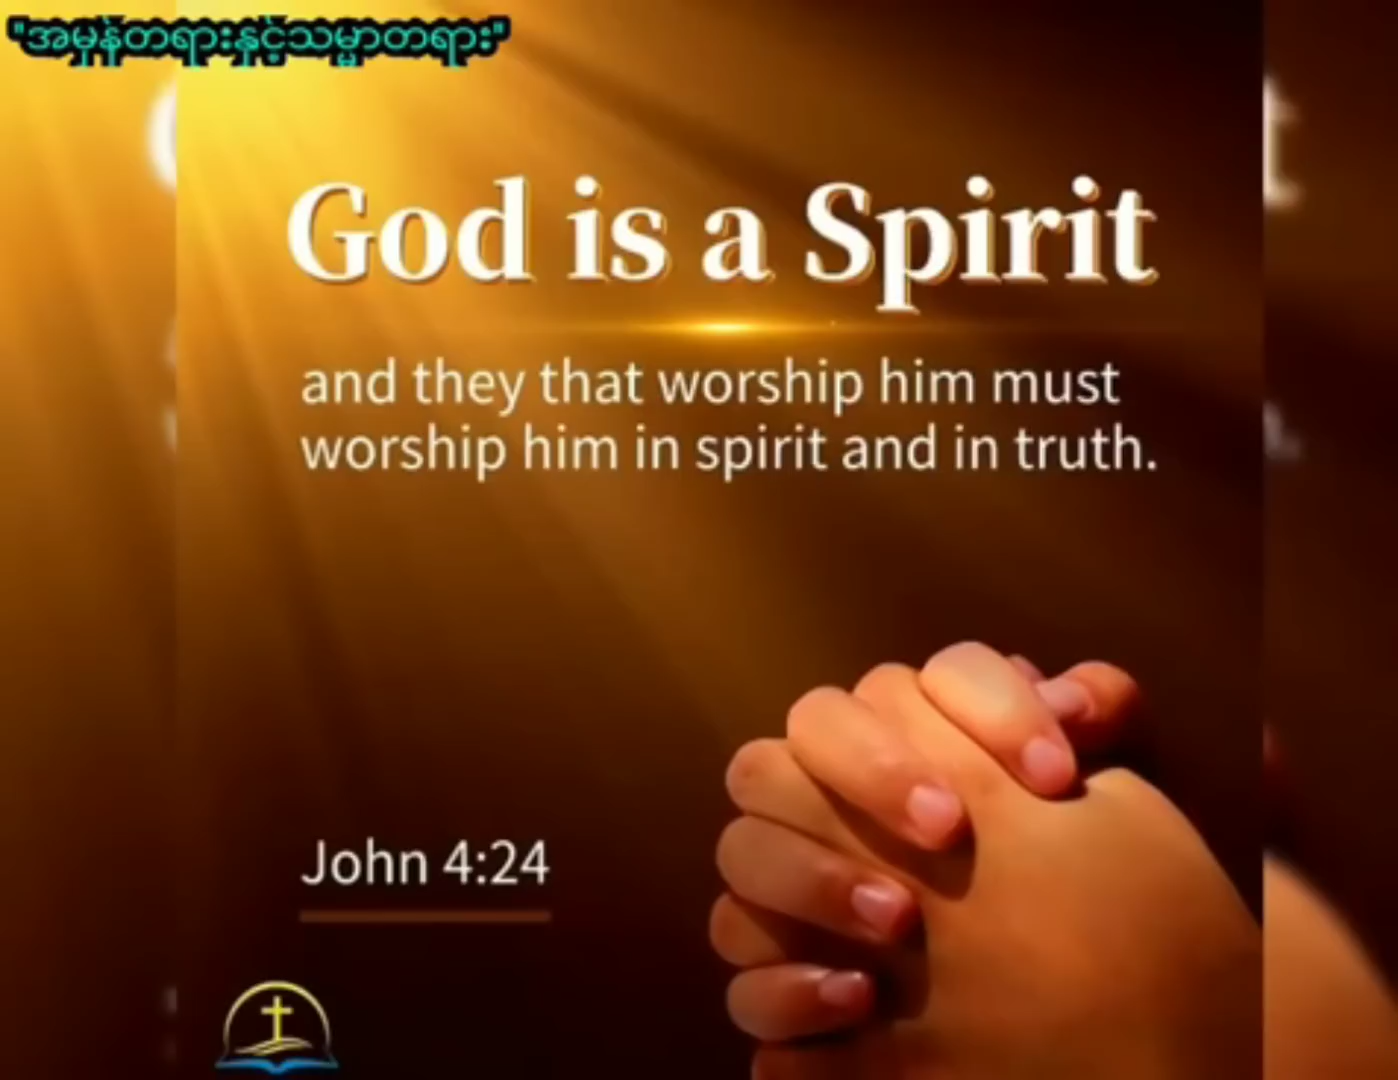 "အမှန်တရားနှင့်သမ္မာတရား"
God is a Spirit
and they that worship him must
worship him in spirit and in truth.
John 4:24